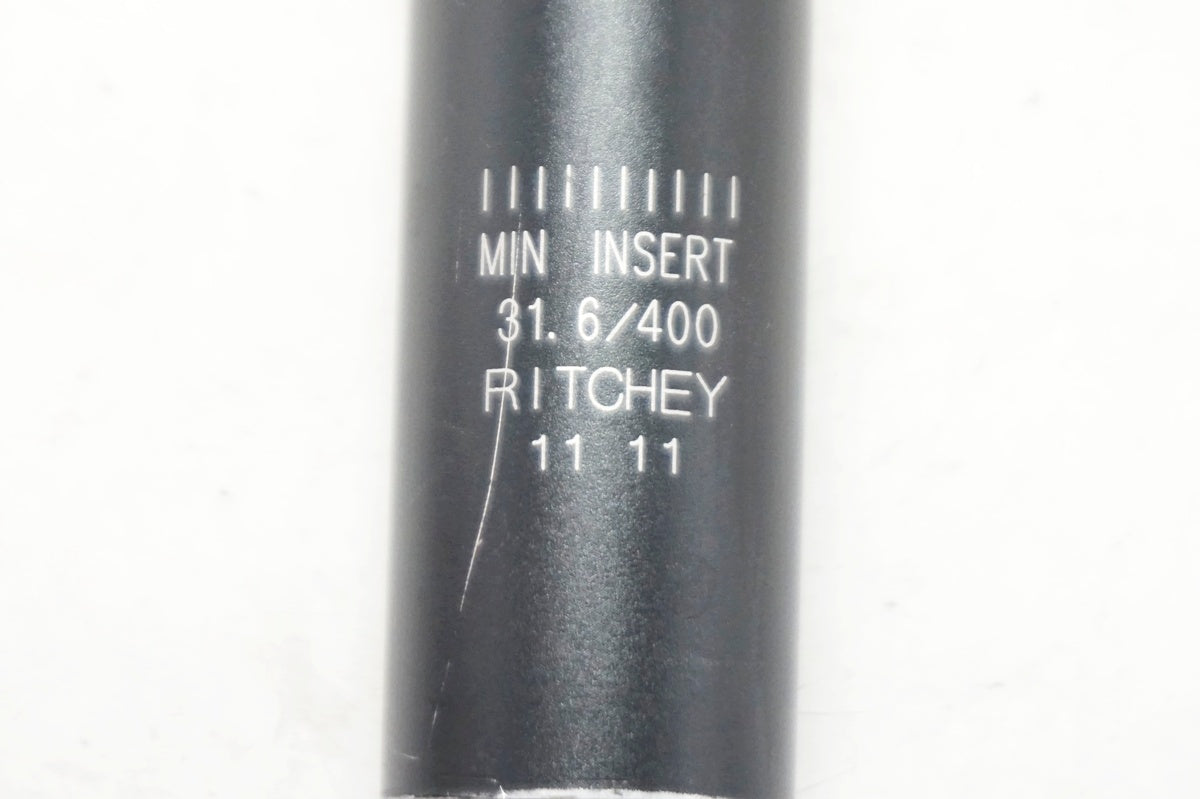 MIN INSERT
31.6/400
RITCHEY
11 11